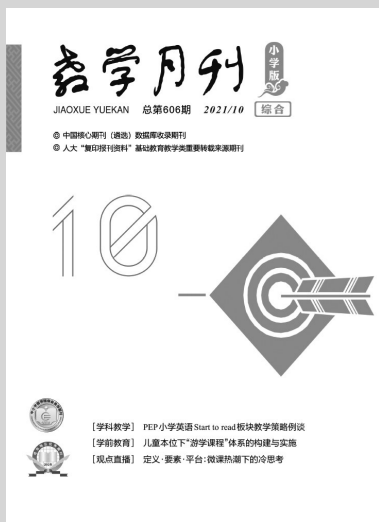 教学月刊
小学版
JIAOXUE YUEKAN 总第606期 2021/10 综合
◎ 中国核心期刊（遴选）数据库收录期刊
◎ 人大“复印报刊资料”基础教育教学类重要转载来源期刊
10
［学科教学］ PEP小学英语Start to read板块教学策略例谈
［学前教育］ 儿童本位下“游学课程”体系的构建与实施
［观点直播］ 定义·要素·平台：微课热潮下的冷思考